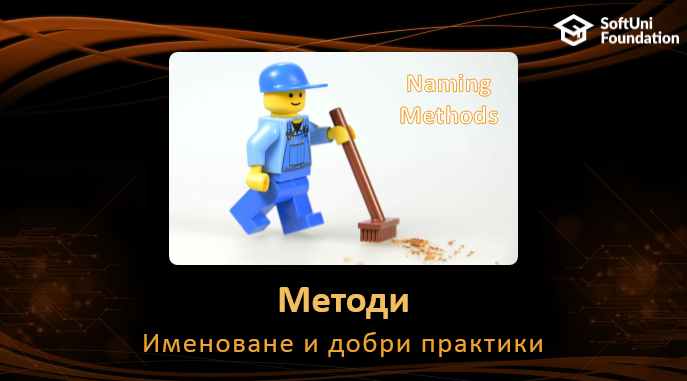 SoftUni
Foundation
Naming
Methods
Методи
Именоване и добри практики